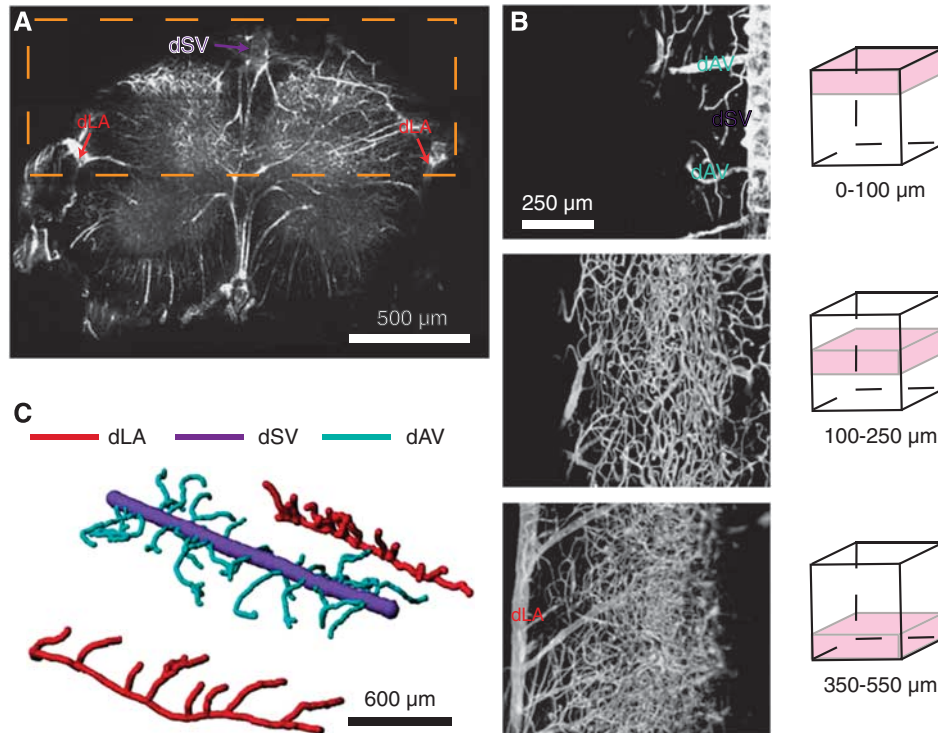 A
dSV
dLA
dLA
500 µm
B
dAV
dSV
dAV
250 µm
0-100 µm
100-250 µm
dLA
350-550 µm
C
dLA dSV dAV
600 µm